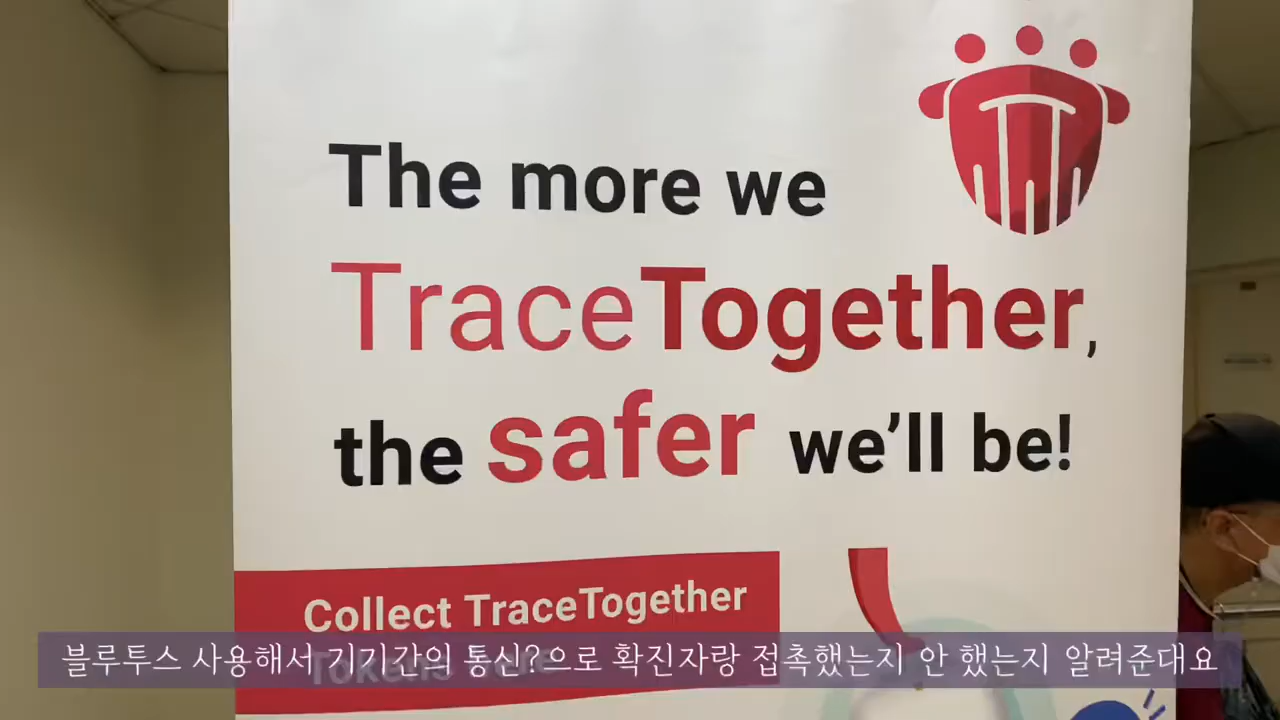 The more we
TraceTogether,
the safer we'll be!
Collect TraceTogether
Tokens
블루투스 사용해서 기기간의 통신?으로 확진자랑 접촉했는지 안 했는지 알려준대요